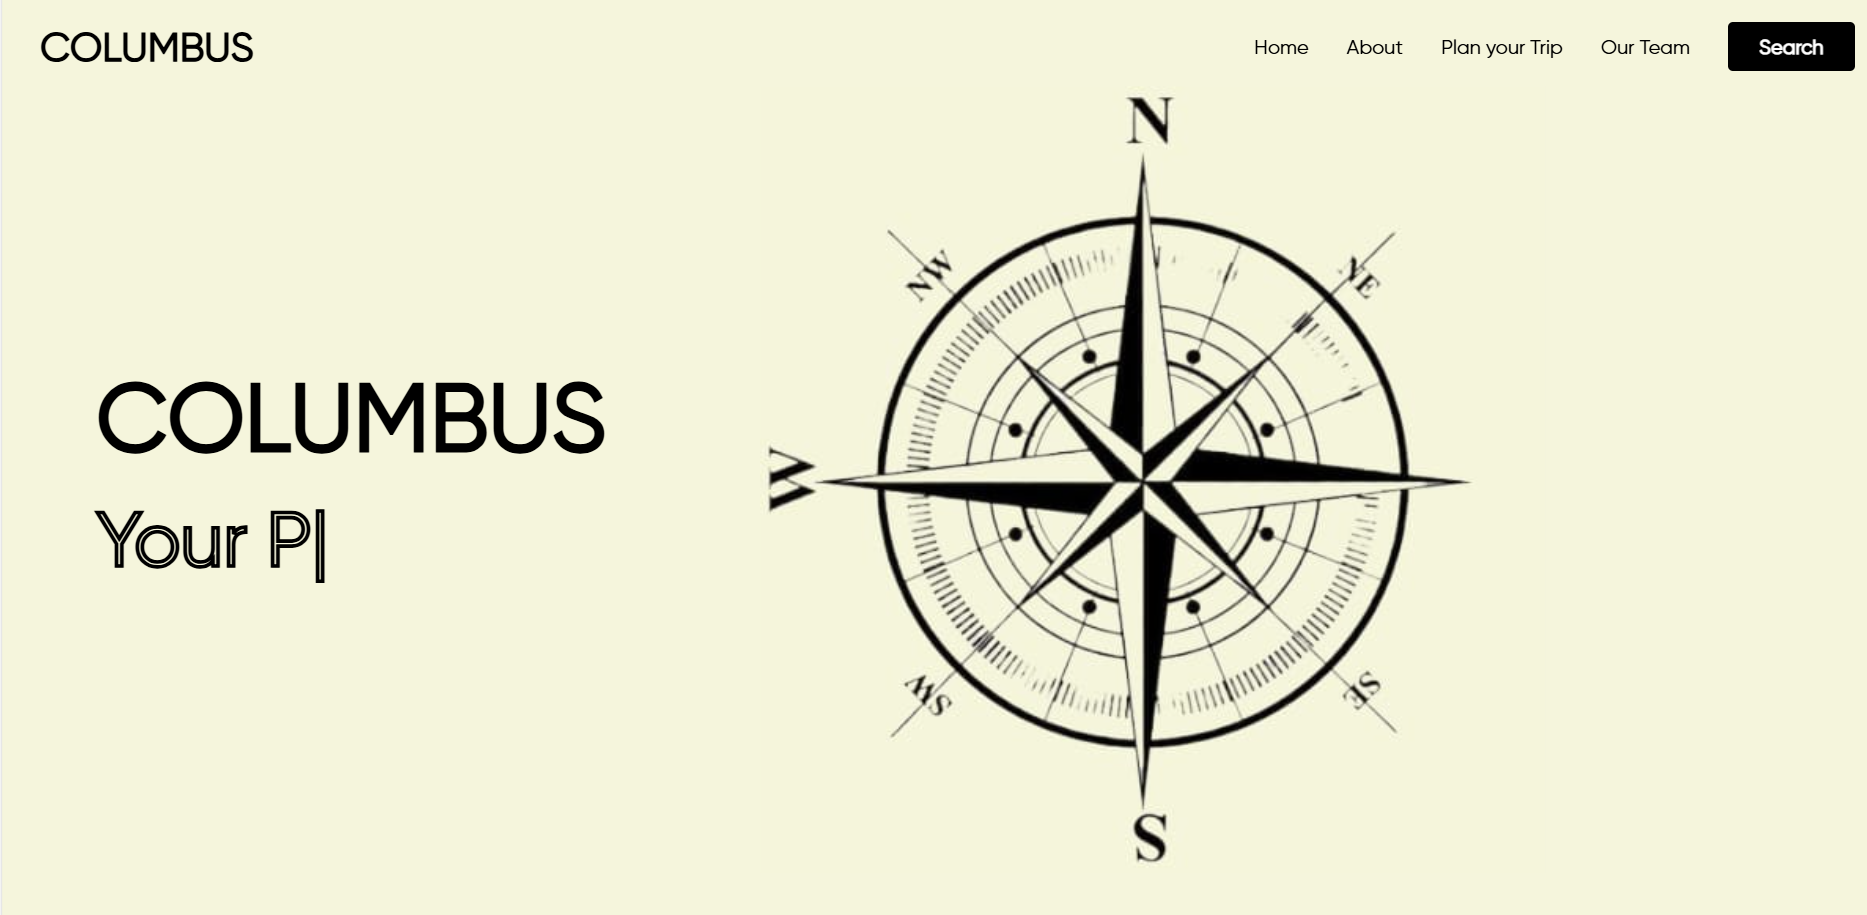 COLUMBUS
Home About Plan your Trip Our Team Search
N
NW NE
COLUMBUS
W
Your P|
SW SE
S